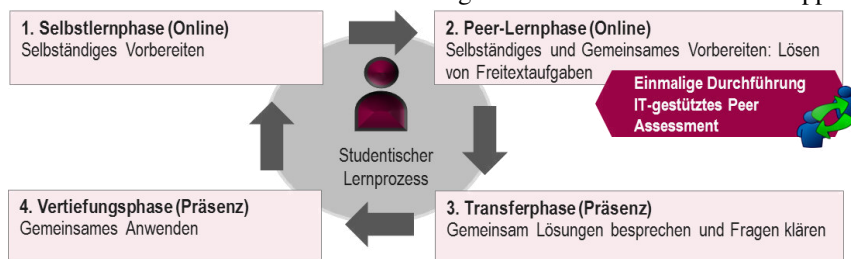 1. Selbstlernphase (Online)
Selbständiges Vorbereiten
2. Peer-Lernphase (Online)
Selbständiges und Gemeinsames Vorbereiten: Lösen
von Freitextaufgaben
Einmalige Durchführung
IT-gestütztes Peer
Assessment
Studentischer
Lernprozess
4. Vertiefungsphase (Präsenz)
Gemeinsames Anwenden
3. Transferphase (Präsenz)
Gemeinsam Lösungen besprechen und Fragen klären